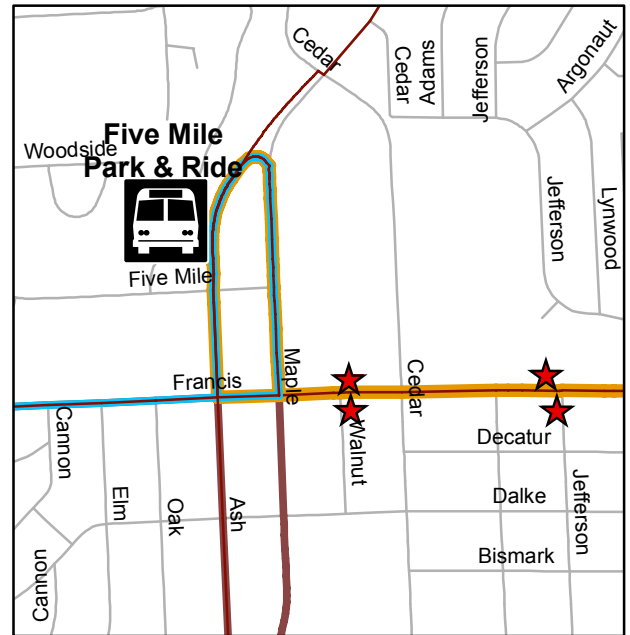 Cedar
Cedar
Adams
Jefferson
Argonaut
Woodside
Five Mile
Park & Ride
Jefferson
Lynwood
Five Mile
Francis
Maple
Cedar
Cannon
Elm
Oak
Ash
Walnut
Decatur
Dalke
Jefferson
Bismark
Cannon